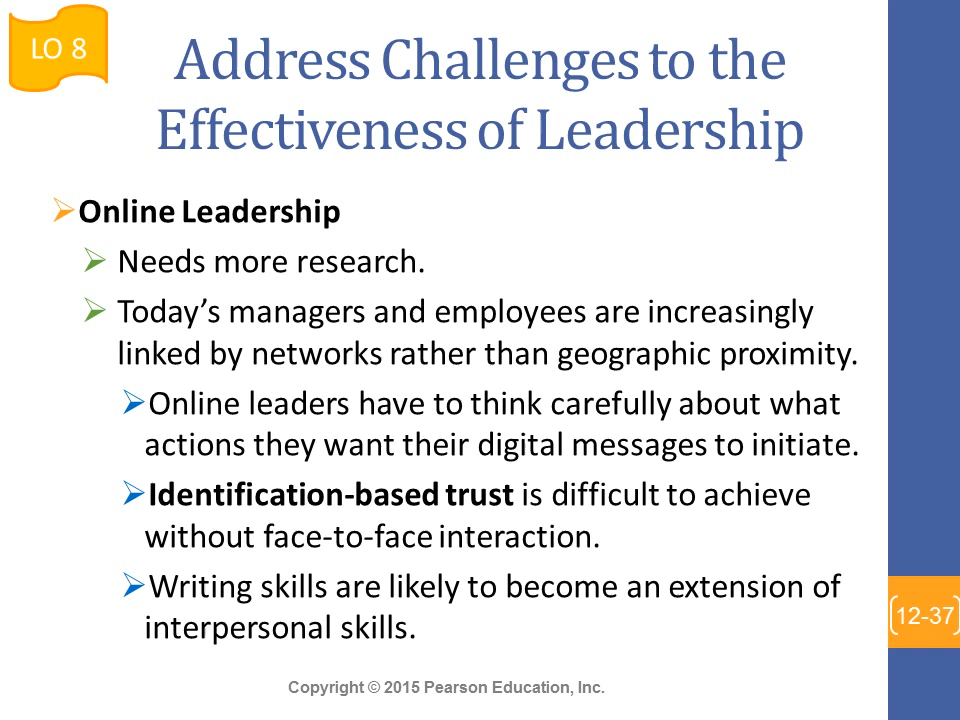 LO 8
Address Challenges to the
Effectiveness of Leadership
Online Leadership
Needs more research.
Today’s managers and employees are increasingly
linked by networks rather than geographic proximity.
Online leaders have to think carefully about what
actions they want their digital messages to initiate.
Identification-based trust is difficult to achieve
without face-to-face interaction.
Writing skills are likely to become an extension of
interpersonal skills.
12-37
Copyright © 2015 Pearson Education, Inc.